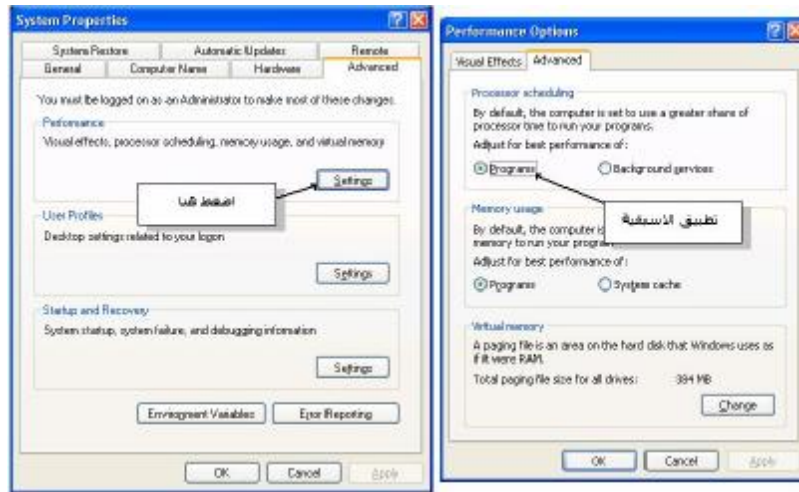 System Properties
System Restore
Automatic Updates
Remote
General
Computer Name
Hardware
Advanced
You must be logged on as an Administrator to make most of these changes.
Performance
Visual effects, processor scheduling, memory usage, and virtual memory
Settings
اضغط هنا
User Profiles
Desktop settings related to your logon
Settings
Startup and Recovery
System startup, system failure, and debugging information
Settings
Environment Variables
Error Reporting
OK
Cancel
Apply
Performance Options
Visual Effects
Advanced
Processor scheduling
By default, the computer is set to use a greater share of
processor time to run your programs.
Adjust for best performance of:
Programs
Background services
Memory usage
By default, the computer is
memory to run your program
تطبيق الاسبقية
Adjust for best performance of:
Programs
System cache
Virtual memory
A paging file is an area on the hard disk that Windows uses as
if it were RAM.
Total paging file size for all drives:
384 MB
Change
OK
Cancel
Apply